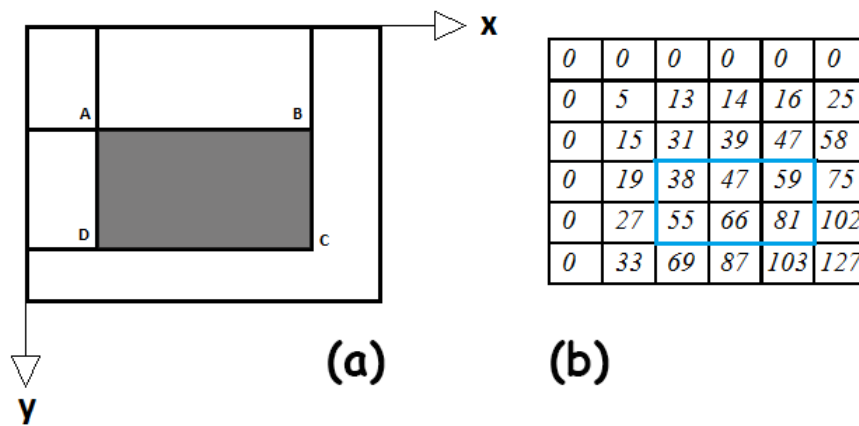 x
A B
D C
y
(a)
0 0 0 0 0 0
0 5 13 14 16 25
0 15 31 39 47 58
0 19 38 47 59 75
0 27 55 66 81 102
0 33 69 87 103 127
(b)